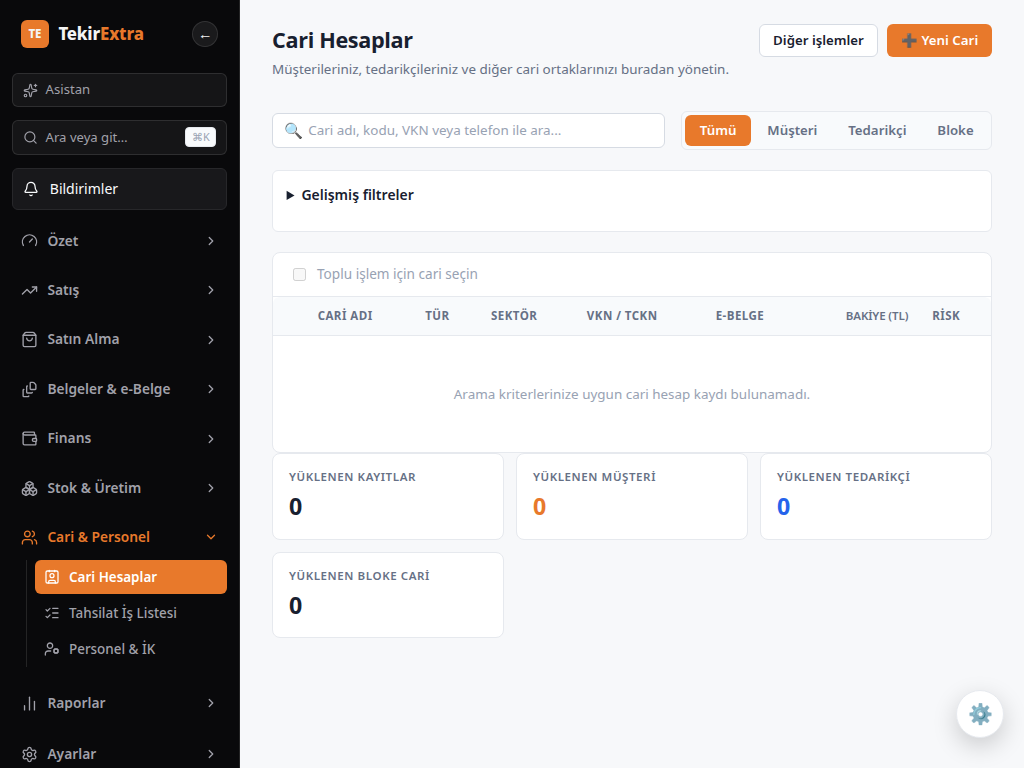 TE
TekirExtra
←
Asistan
Ara veya git...
⌘K
Bildirimler
Özet
Satış
Satın Alma
Belgeler & e-Belge
Finans
Stok & Üretim
Cari & Personel
Cari Hesaplar
Tahsilat İş Listesi
Personel & İK
Raporlar
Ayarlar
Cari Hesaplar
Müşterileriniz, tedarikçileriniz ve diğer cari ortaklarınızı buradan yönetin.
Diğer işlemler
➕ Yeni Cari
🔍 Cari adı, kodu, VKN veya telefon ile ara...
Tümü
Müşteri
Tedarikçi
Bloke
▶ Gelişmiş filtreler
Toplu işlem için cari seçin
CARİ ADI
TÜR
SEKTÖR
VKN / TCKN
E-BELGE
BAKİYE (TL)
RİSK
Arama kriterlerinize uygun cari hesap kaydı bulunamadı.
YÜKLENEN KAYITLAR
0
YÜKLENEN MÜŞTERİ
0
YÜKLENEN TEDARİKÇİ
0
YÜKLENEN BLOKE CARİ
0